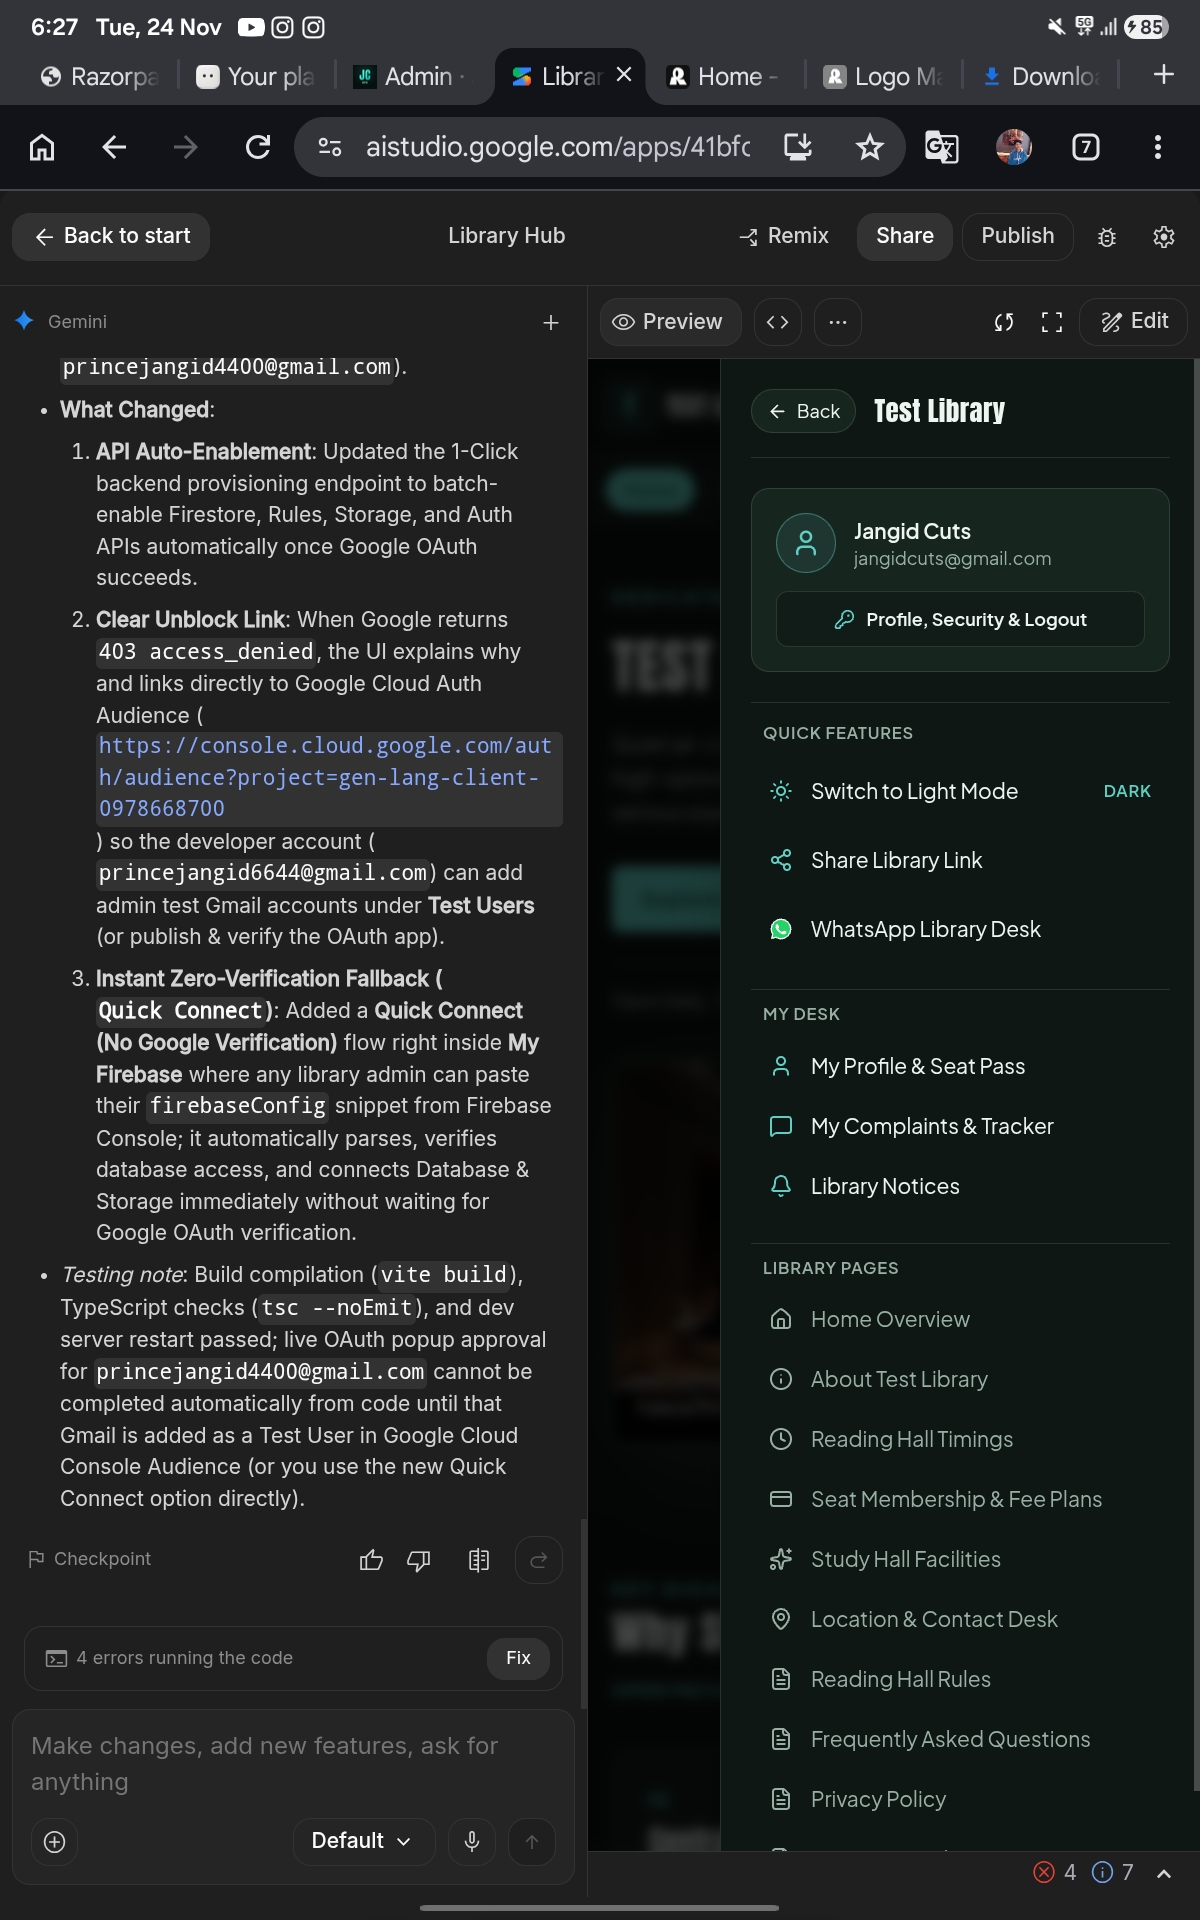 6:27 Tue, 24 Nov
5G
85
Razorpa
Your pla
JC
Admin ·
Librar
Home -
Logo Ma
Downloa
aistudio.google.com/apps/41bfc
7
Back to start
Library Hub
Remix
Share
Publish
Gemini
princejangid4400@gmail.com).
• What Changed:
1. API Auto-Enablement: Updated the 1-Click
backend provisioning endpoint to batch-
enable Firestore, Rules, Storage, and Auth
APIs automatically once Google OAuth
succeeds.
2. Clear Unblock Link: When Google returns
403 access_denied, the UI explains why
and links directly to Google Cloud Auth
Audience (
https://console.cloud.google.com/aut
h/audience?project=gen-lang-client-
0978668700
) so the developer account (
princejangid6644@gmail.com) can add
admin test Gmail accounts under Test Users
(or publish & verify the OAuth app).
3. Instant Zero-Verification Fallback (
Quick Connect): Added a Quick Connect
(No Google Verification) flow right inside My
Firebase where any library admin can paste
their firebaseConfig snippet from Firebase
Console; it automatically parses, verifies
database access, and connects Database &
Storage immediately without waiting for
Google OAuth verification.
• Testing note: Build compilation (vite build),
TypeScript checks (tsc --noEmit), and dev
server restart passed; live OAuth popup approval
for princejangid4400@gmail.com cannot be
completed automatically from code until that
Gmail is added as a Test User in Google Cloud
Console Audience (or you use the new Quick
Connect option directly).
Checkpoint
4 errors running the code
Fix
Make changes, add new features, ask for
anything
Default
Preview
Edit
TEST
Why S
Back
Test Library
Jangid Cuts
jangidcuts@gmail.com
Profile, Security & Logout
QUICK FEATURES
Switch to Light Mode
DARK
Share Library Link
WhatsApp Library Desk
MY DESK
My Profile & Seat Pass
My Complaints & Tracker
Library Notices
LIBRARY PAGES
Home Overview
About Test Library
Reading Hall Timings
Seat Membership & Fee Plans
Study Hall Facilities
Location & Contact Desk
Reading Hall Rules
Frequently Asked Questions
Privacy Policy
4
7